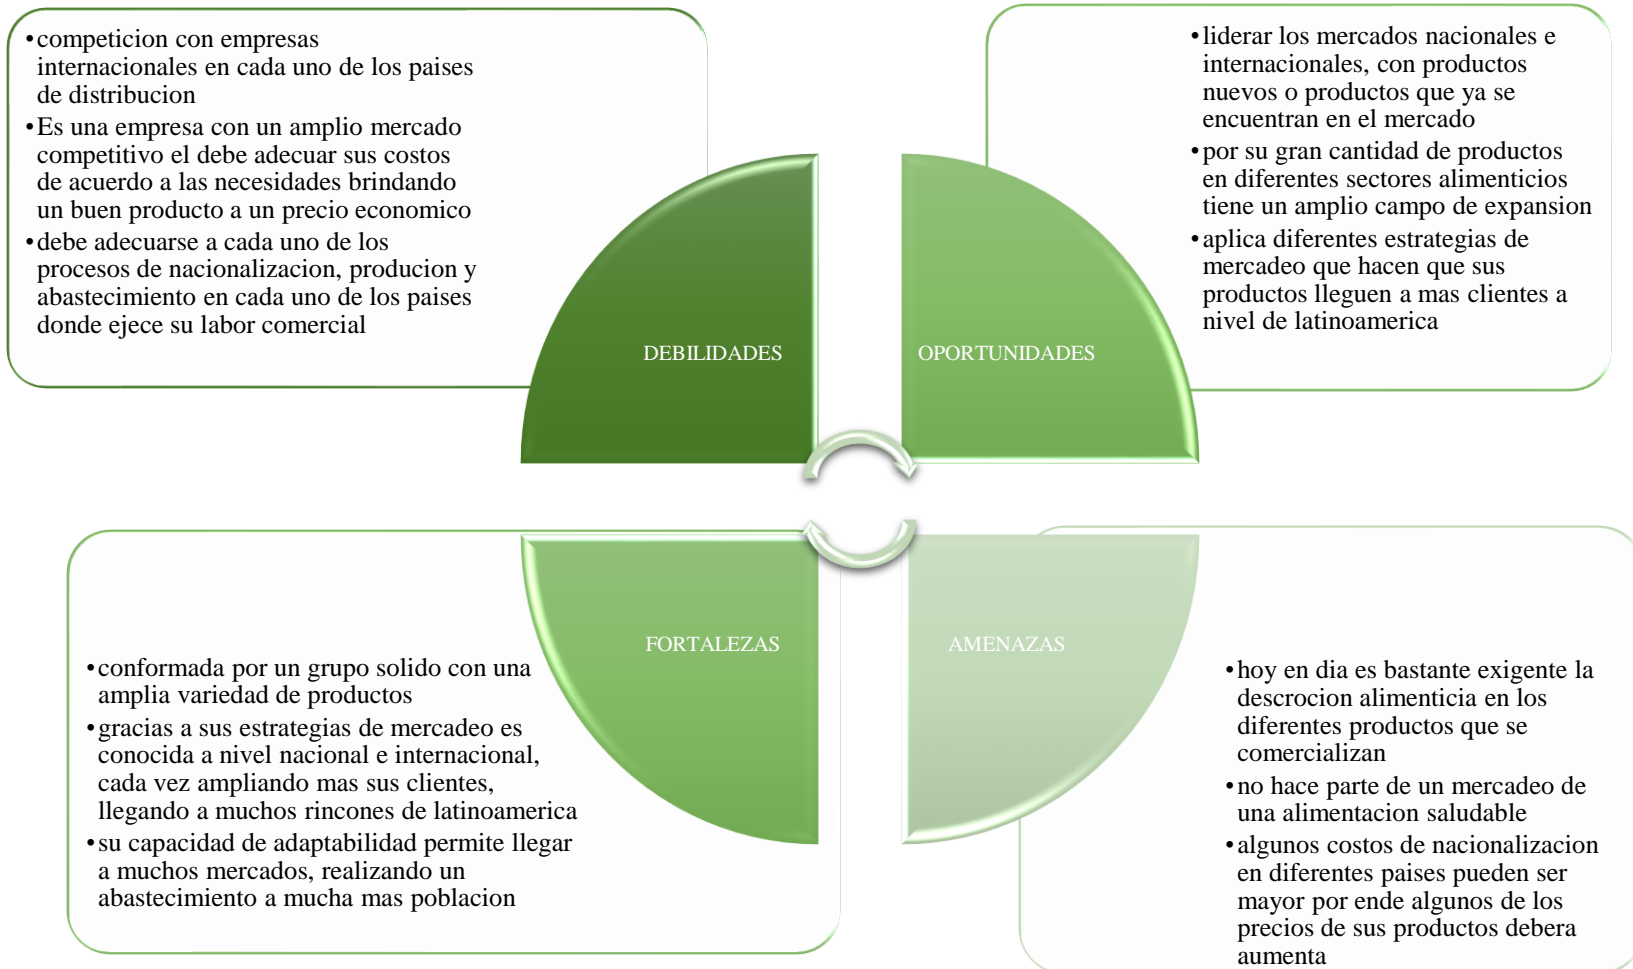 •competicion con empresas
internacionales en cada uno de los paises
de distribucion
•Es una empresa con un amplio mercado
competitivo el debe adecuar sus costos
de acuerdo a las necesidades brindando
un buen producto a un precio economico
•debe adecuarse a cada uno de los
procesos de nacionalizacion, producion y
abastecimiento en cada uno de los paises
donde ejece su labor comercial
DEBILIDADES
•liderar los mercados nacionales e
internacionales, con productos
nuevos o productos que ya se
encuentran en el mercado
•por su gran cantidad de productos
en diferentes sectores alimenticios
tiene un amplio campo de expansion
•aplica diferentes estrategias de
mercadeo que hacen que sus
productos lleguen a mas clientes a
nivel de latinoamerica
OPORTUNIDADES
FORTALEZAS
•conformada por un grupo solido con una
amplia variedad de productos
•gracias a sus estrategias de mercadeo es
conocida a nivel nacional e internacional,
cada vez ampliando mas sus clientes,
llegando a muchos rincones de latinoamerica
•su capacidad de adaptabilidad permite llegar
a muchos mercados, realizando un
abastecimiento a mucha mas poblacion
AMENAZAS
•hoy en dia es bastante exigente la
descrocion alimenticia en los
diferentes productos que se
comercializan
•no hace parte de un mercadeo de
una alimentacion saludable
•algunos costos de nacionalizacion
en diferentes paises pueden ser
mayor por ende algunos de los
precios de sus productos debera
aumenta